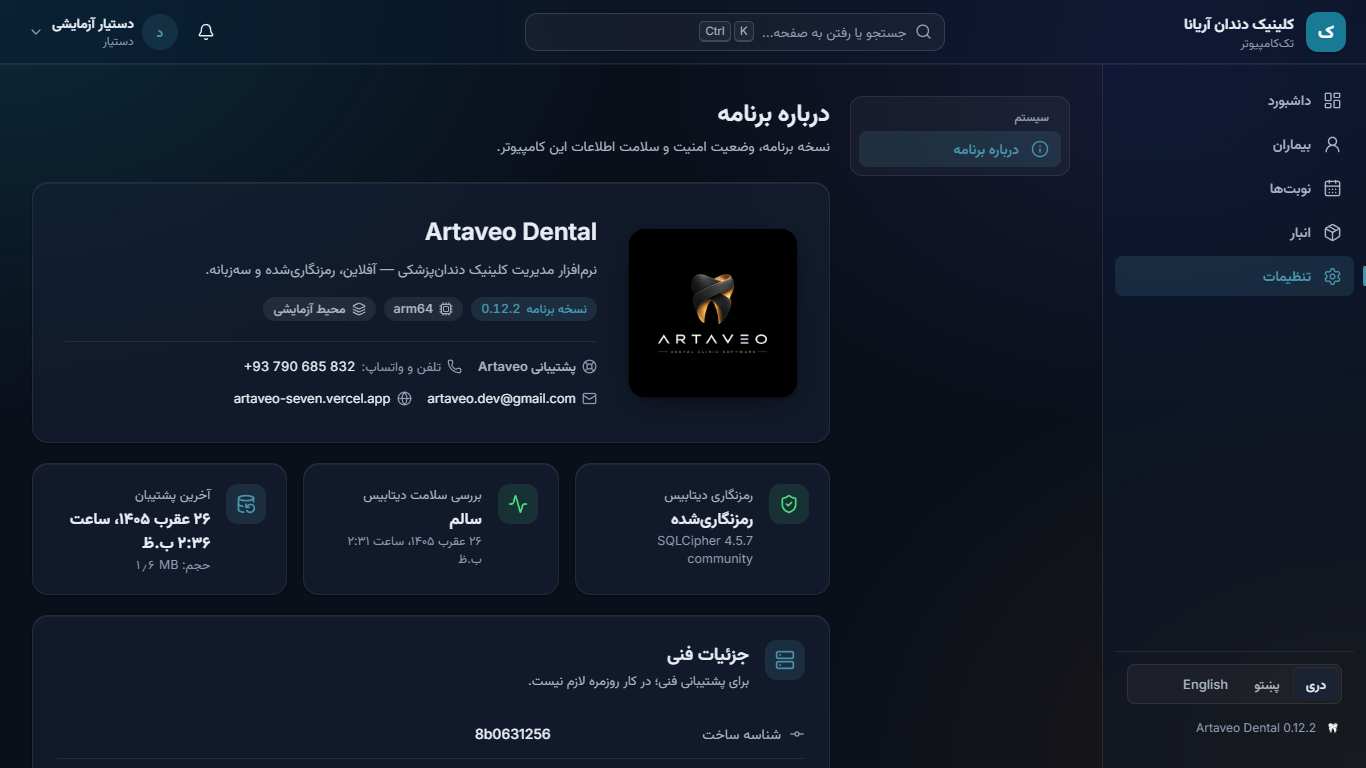 کلینیک دندان آریانا
تک‌کامپیوتر
جستجو یا رفتن به صفحه... Ctrl K
د
دستیار آزمایشی
دستیار
داشبورد
بیماران
نوبت‌ها
انبار
تنظیمات
سیستم
درباره برنامه
درباره برنامه
نسخه برنامه، وضعیت امنیت و سلامت اطلاعات این کامپیوتر.
ARTAVEO
DENTAL CLINIC SOFTWARE
Artaveo Dental
نرم‌افزار مدیریت کلینیک دندان‌پزشکی — آفلاین، رمزنگاری‌شده و سه‌زبانه.
نسخه برنامه 0.12.2
arm64
محیط آزمایشی
پشتیبانی Artaveo
تلفن و واتساپ: +93 790 685 832
artaveo.dev@gmail.com
artaveo-seven.vercel.app
رمزنگاری دیتابیس
رمزنگاری‌شده
SQLCipher 4.5.7
community
بررسی سلامت دیتابیس
سالم
۲۶ عقرب ۱۴۰۵، ساعت ۲:۳۱
ب.ظ
آخرین پشتیبان
۲۶ عقرب ۱۴۰۵، ساعت
۲:۳۶ ب.ظ
حجم: ۱٫۶ MB
جزئیات فنی
برای پشتیبانی فنی؛ در کار روزمره لازم نیست.
شناسه ساخت
8b0631256
دری
پښتو
English
Artaveo Dental 0.12.2
ک